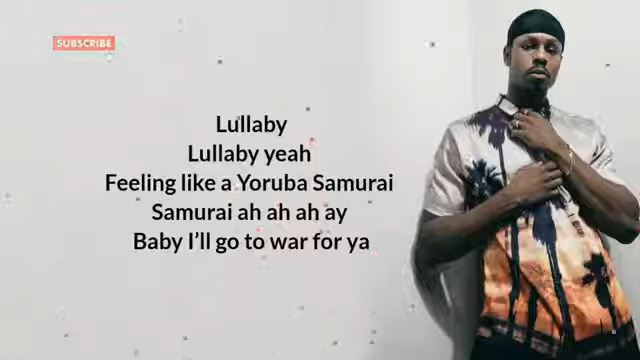 SUBSCRIBE
Lullaby
Lullaby yeah
Feeling like a Yoruba Samurai
Samurai ah ah ah ay
Baby I'll go to war for ya